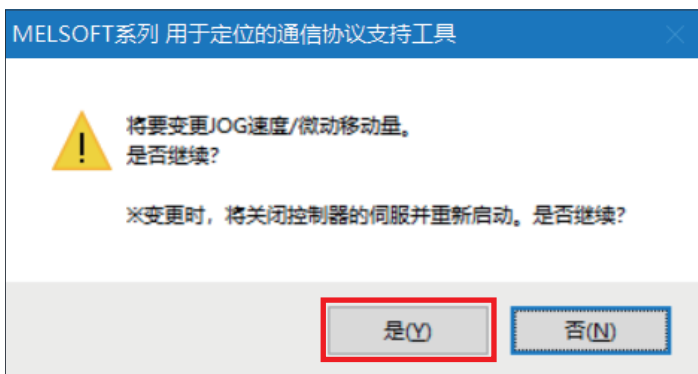 MELSOFT系列 用于定位的通信协议支持工具
将要变更JOG速度/微动移动量。
是否继续?
※变更时，将关闭控制器的伺服并重新启动。是否继续?
是(Y)
否(N)